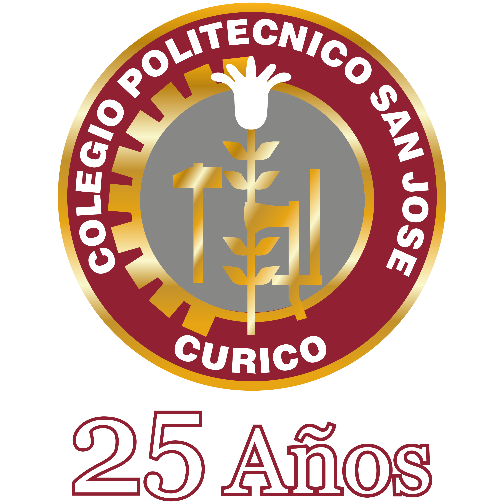 COLEGIO POLITECNICO SAN JOSE
CURICO
25 Años